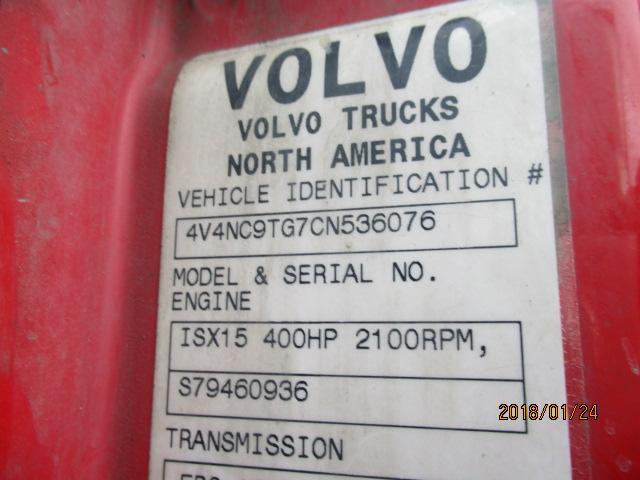 VOLVO
VOLVO TRUCKS
NORTH AMERICA
VEHICLE IDENTIFICATION #
4V4NC9TG7CN536076
MODEL & SERIAL NO.
ENGINE
ISX15 400HP 2100RPM,
S79460936
TRANSMISSION
2018/01/24